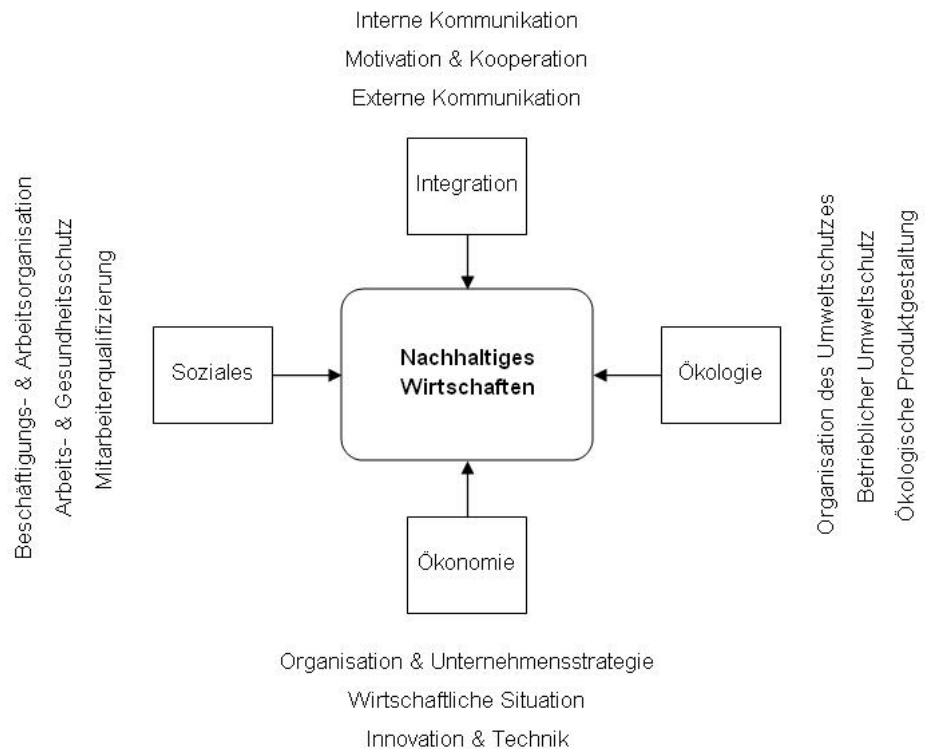 Interne Kommunikation
Motivation & Kooperation
Externe Kommunikation
Integration
Beschäftigungs- & Arbeitsorganisation
Arbeits- & Gesundheitsschutz
Mitarbeiterqualifizierung
Soziales
Nachhaltiges
Wirtschaften
Ökologie
Organisation des Umweltschutzes
Betrieblicher Umweltschutz
Ökologische Produktgestaltung
Ökonomie
Organisation & Unternehmensstrategie
Wirtschaftliche Situation
Innovation & Technik